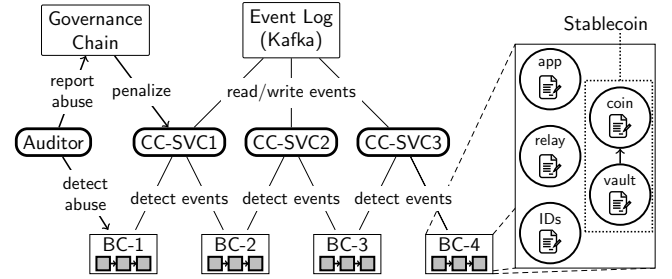 Governance
Chain
Event Log
(Kafka)
Stablecoin
report
abuse
penalize
read/write events
Auditor
CC-SVC1
CC-SVC2
CC-SVC3
detect
abuse
detect events
detect events
detect events
BC-1
BC-2
BC-3
BC-4
app
relay
IDs
coin
vault